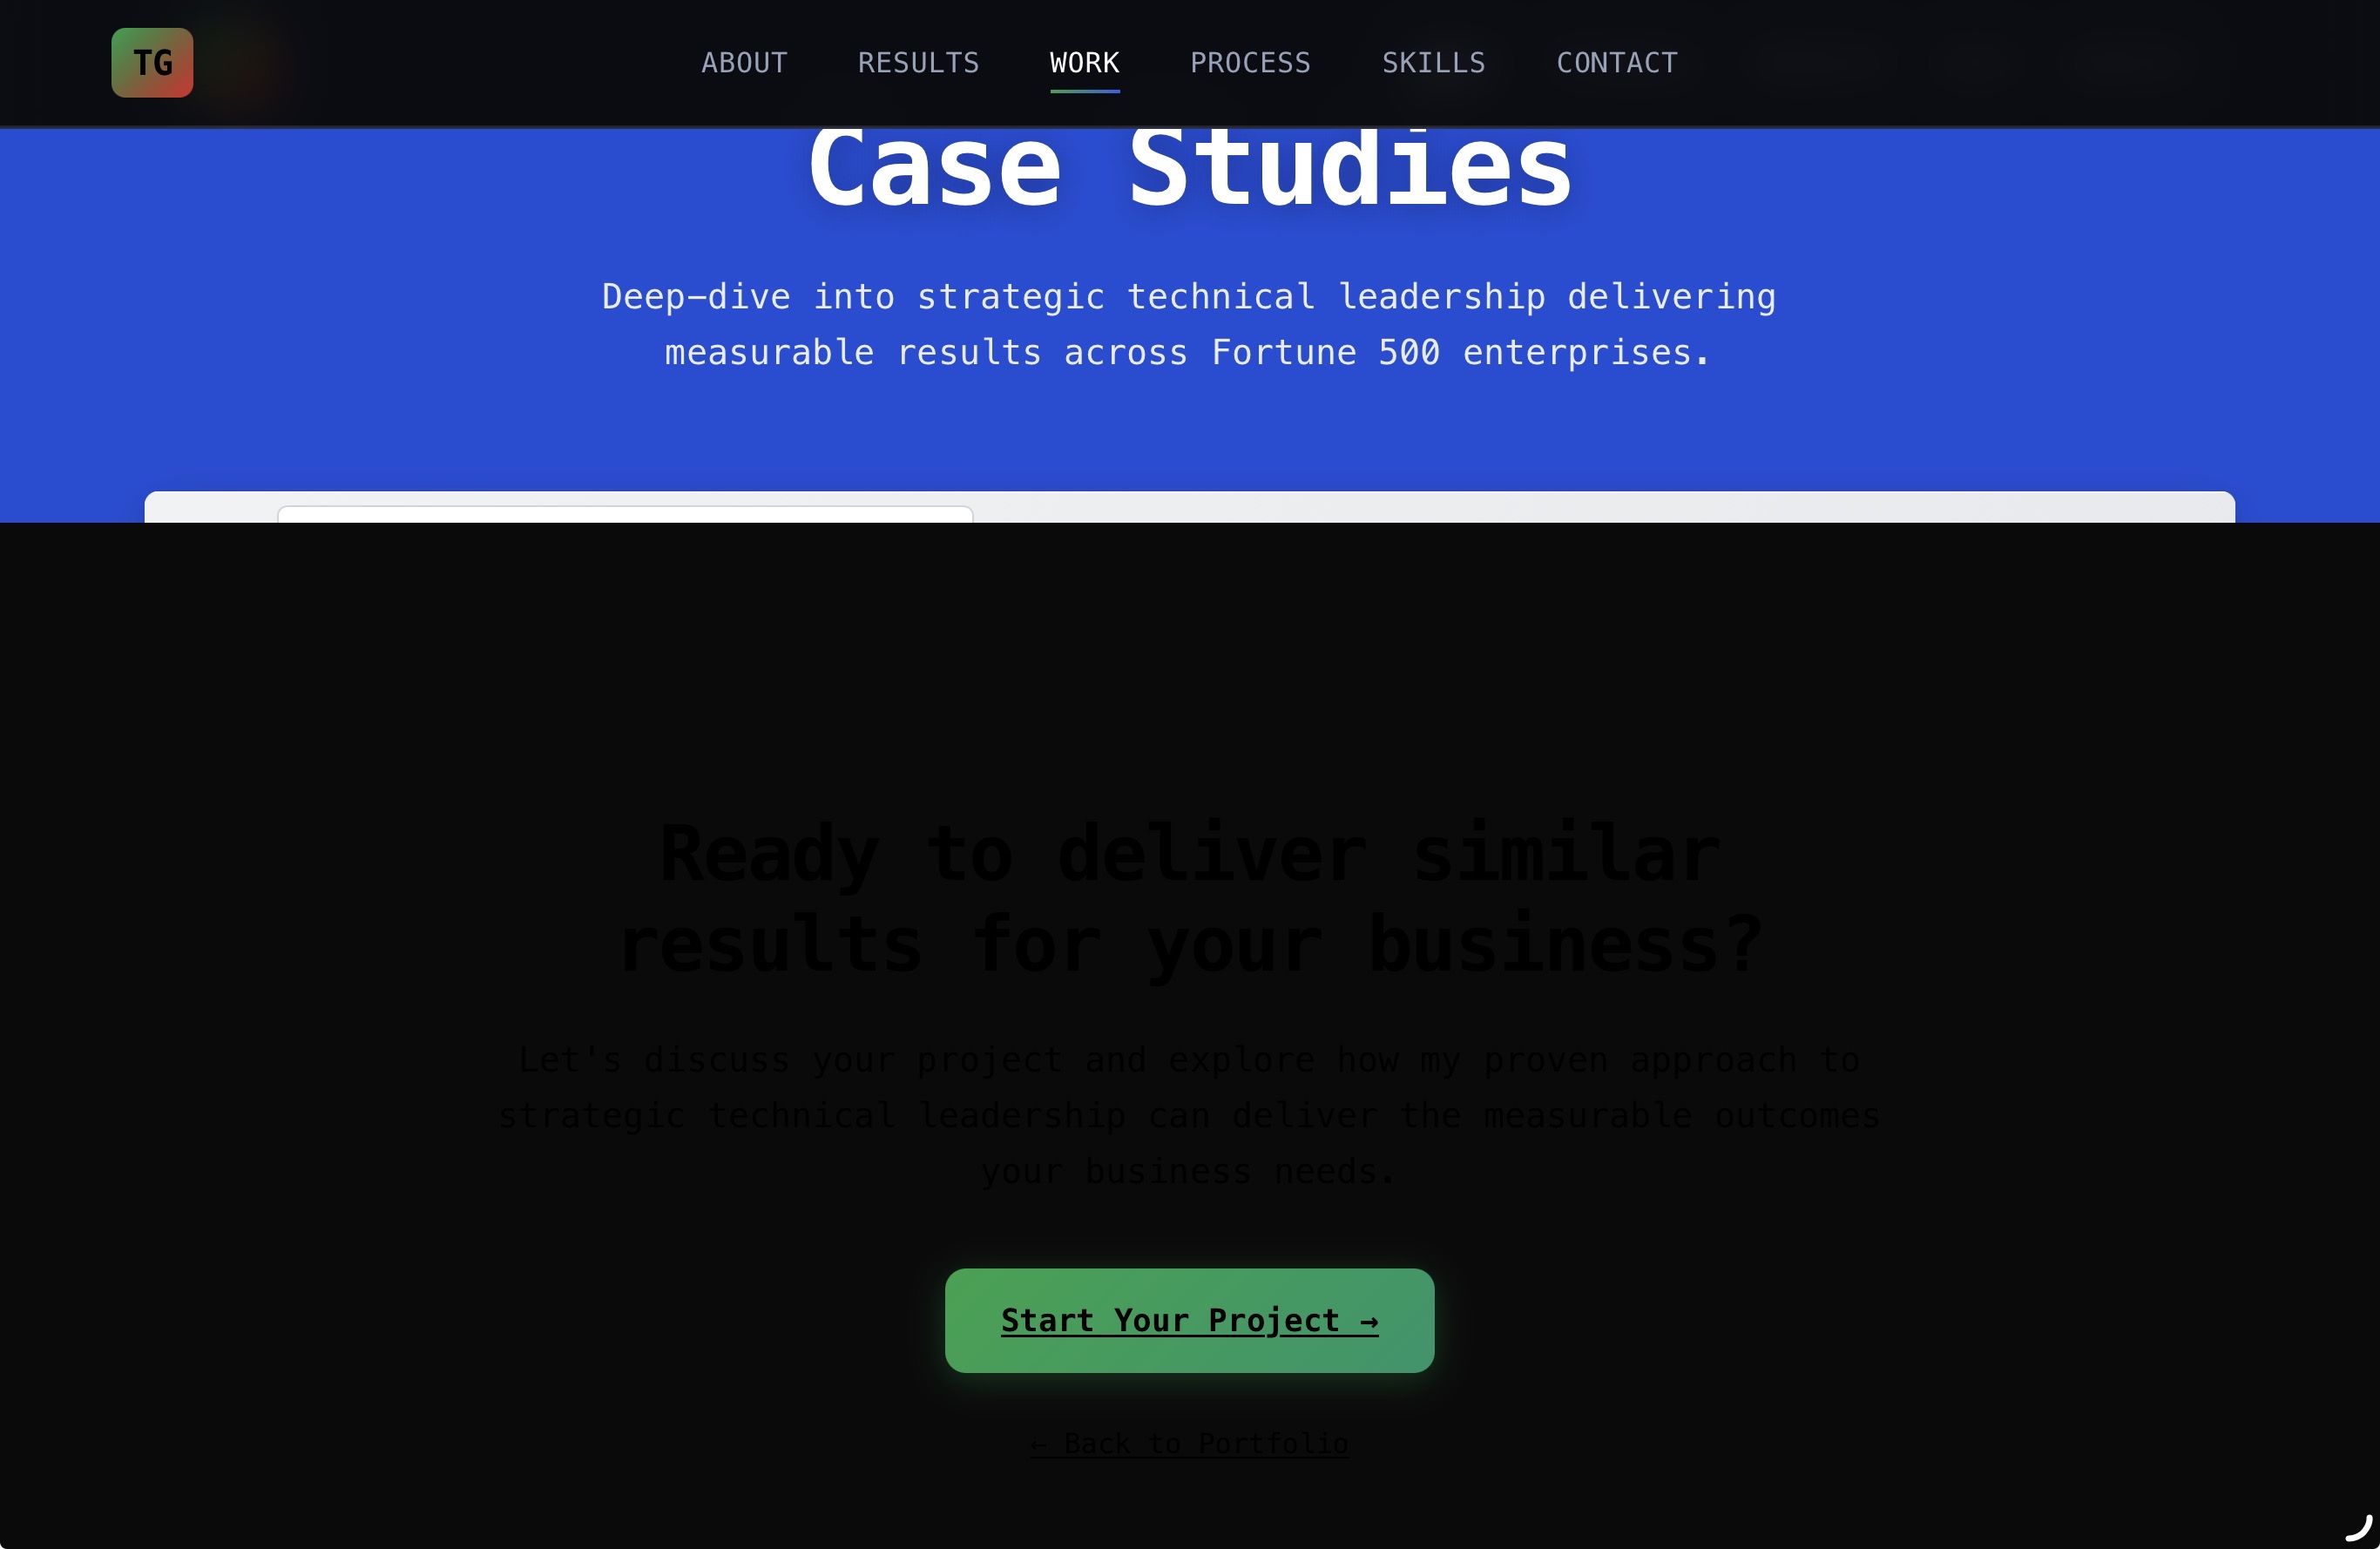 TG
ABOUT RESULTS WORK PROCESS SKILLS CONTACT
Case Studies
Deep-dive into strategic technical leadership delivering
measurable results across Fortune 500 enterprises.
Ready to deliver similar
results for your business?
Let's discuss your project and explore how my proven approach to
strategic technical leadership can deliver the measurable outcomes
your business needs.
Start Your Project →
← Back to Portfolio